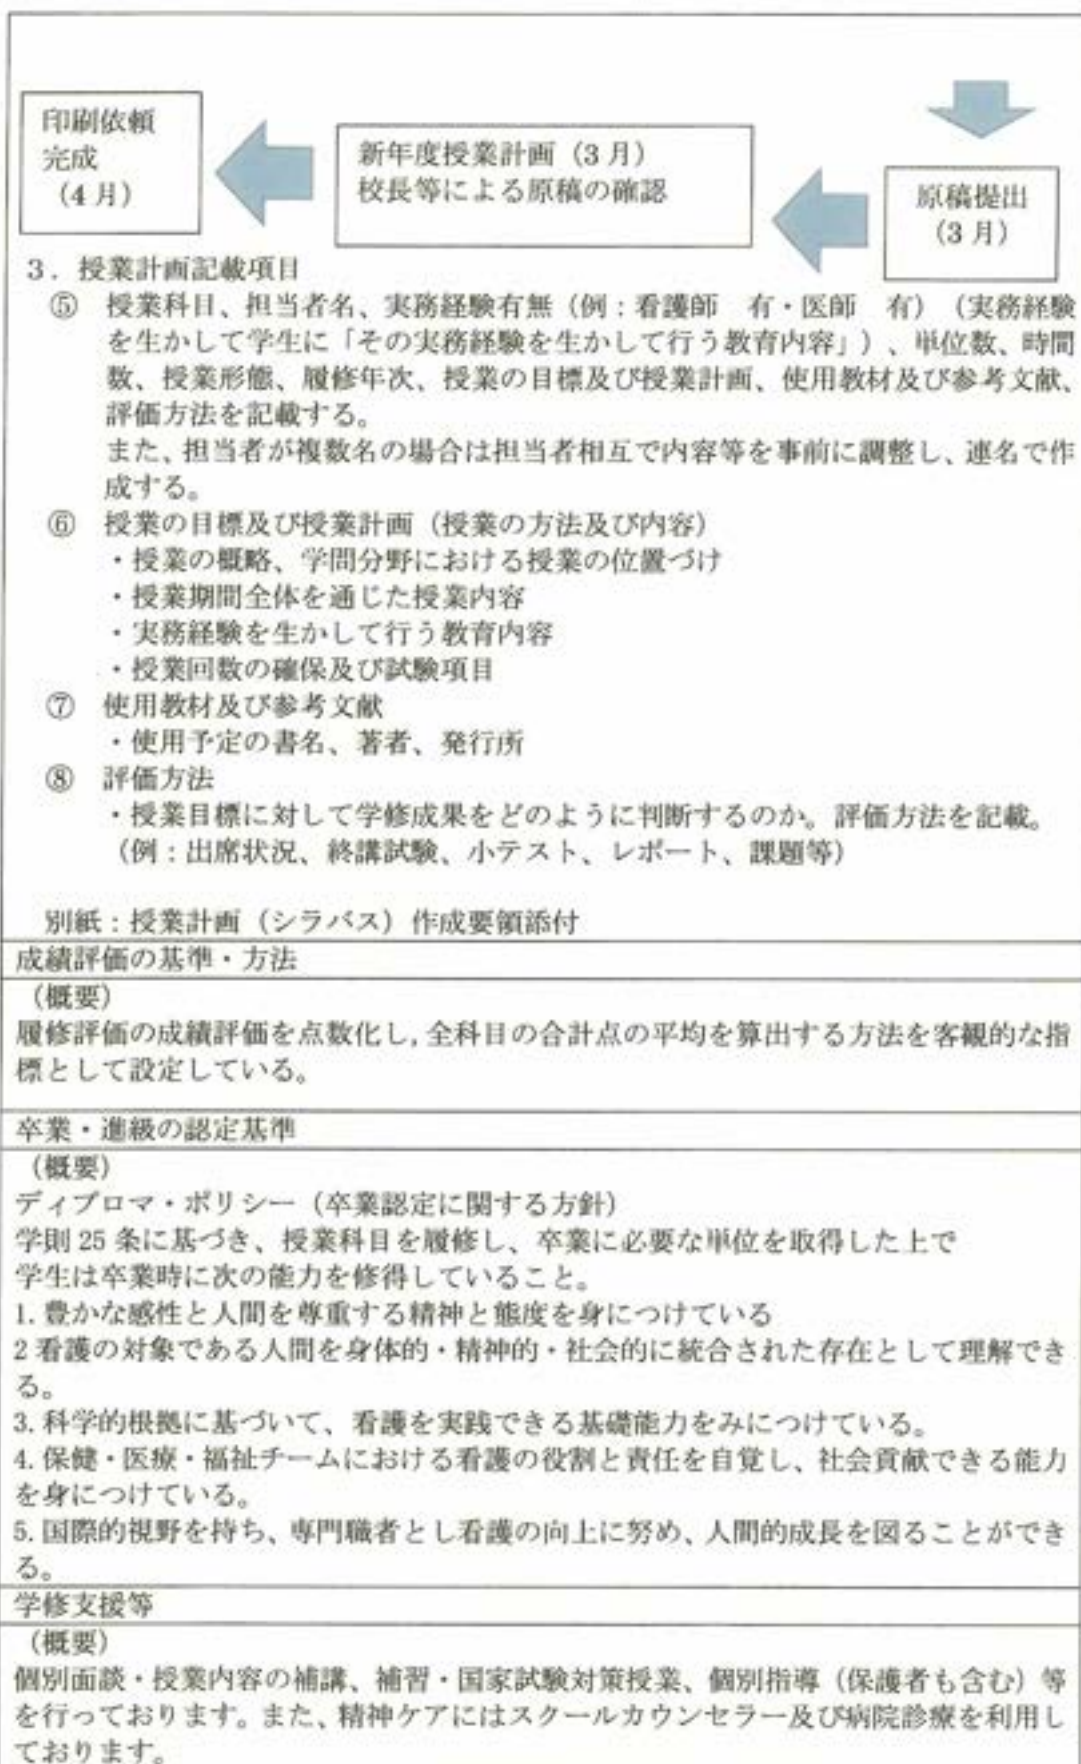 印刷依頼
完成
(4月)
新年度授業計画(3月)
校長等による原稿の確認
原稿提出
(3月)
3.授業計画記載項目
⑤ 授業科目、担当者名、実務経験有無(例:看護師 有・医師 有)(実務経験
を生かして学生に「その実務経験を生かして行う教育内容」)、単位数、時間
数、授業形態、履修年次、授業の目標及び授業計画、使用教材及び参考文献、
評価方法を記載する。
また、担当者が複数名の場合は担当者相互で内容等を事前に調整し、連名で作
成する。
⑥ 授業の目標及び授業計画(授業の方法及び内容)
・授業の概略、学問分野における授業の位置づけ
・授業期間全体を通じた授業内容
・実務経験を生かして行う教育内容
・授業回数の確保及び試験項目
⑦ 使用教材及び参考文献
・使用予定の書名、著者、発行所
⑧ 評価方法
・授業目標に対して学修成果をどのように判断するのか。評価方法を記載。
(例:出席状況、終講試験、小テスト、レポート、課題等)
別紙:授業計画(シラバス)作成要領添付
成績評価の基準・方法
(概要)
履修評価の成績評価を点数化し,全科目の合計点の平均を算出する方法を客観的な指
標として設定している。
卒業・進級の認定基準
(概要)
ディプロマ・ポリシー(卒業認定に関する方針)
学則25条に基づき、授業科目を履修し、卒業に必要な単位を取得した上で
学生は卒業時に次の能力を修得していること。
1.豊かな感性と人間を尊重する精神と態度を身につけている
2 看護の対象である人間を身体的・精神的・社会的に統合された存在として理解でき
る。
3.科学的根拠に基づいて、看護を実践できる基礎能力をみにつけている。
4.保健・医療・福祉チームにおける看護の役割と責任を自覚し、社会貢献できる能力
を身につけている。
5.国際的視野を持ち、専門職者とし看護の向上に努め、人間的成長を図ることができ
る。
学修支援等
(概要)
個別面談・授業内容の補講、補習・国家試験対策授業、個別指導(保護者も含む)等
を行っております。また、精神ケアにはスクールカウンセラー及び病院診療を利用し
ております。